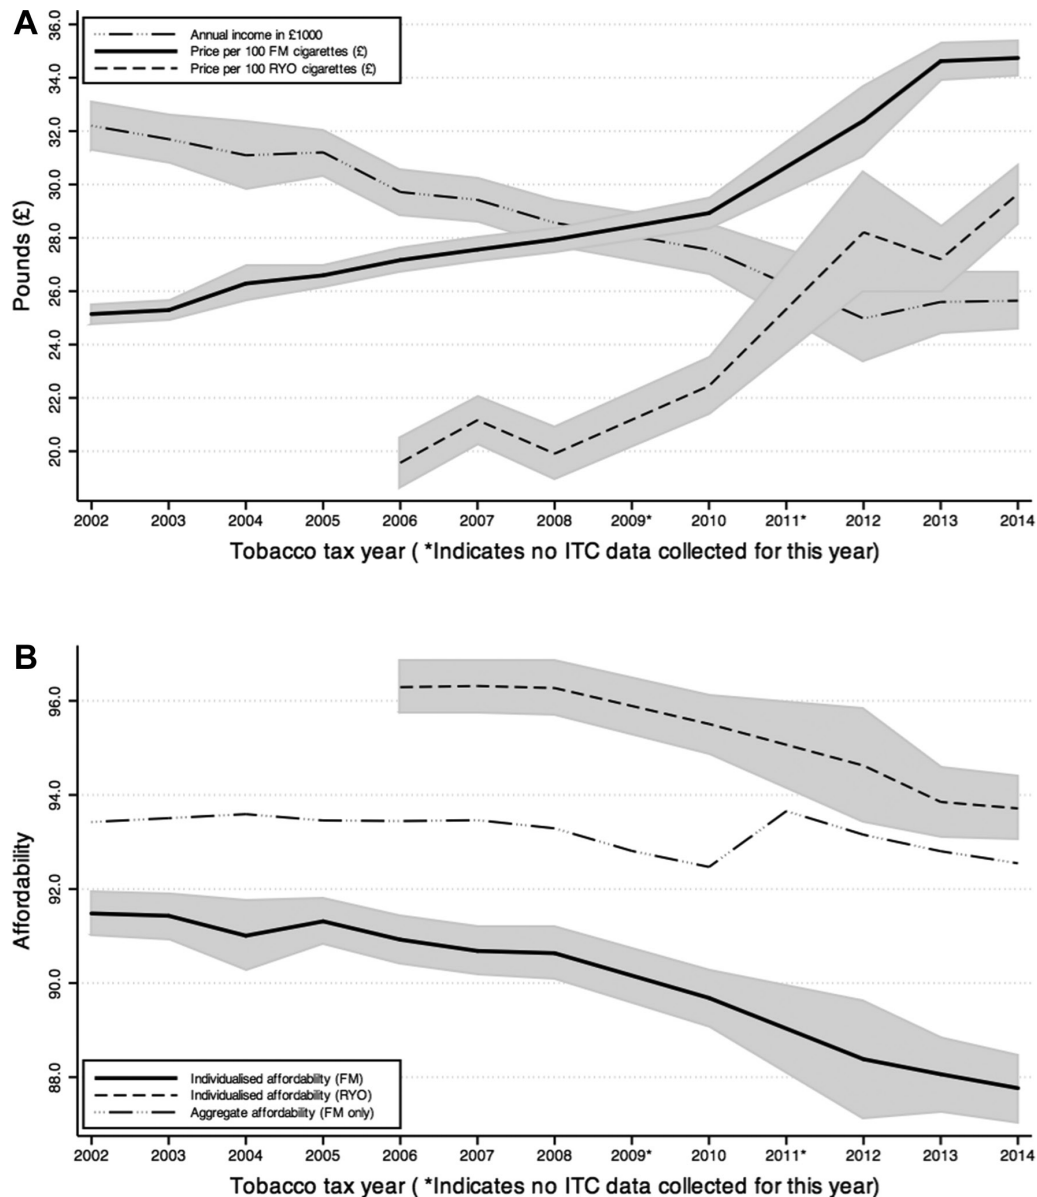 A
36.0
34.0
32.0
30.0
28.0
26.0
24.0
22.0
20.0
Pounds (£)
Annual income in £1000
Price per 100 FM cigarettes (£)
Price per 100 RYO cigarettes (£)
2002 2003 2004 2005 2006 2007 2008 2009* 2010 2011* 2012 2013 2014
Tobacco tax year ( *Indicates no ITC data collected for this year)
B
96.0
94.0
92.0
90.0
88.0
Affordability
Individualised affordabilty (FM)
Individualised affordability (RYO)
Aggregate affordability (FM only)
2002 2003 2004 2005 2006 2007 2008 2009* 2010 2011* 2012 2013 2014
Tobacco tax year ( *Indicates no ITC data collected for this year)